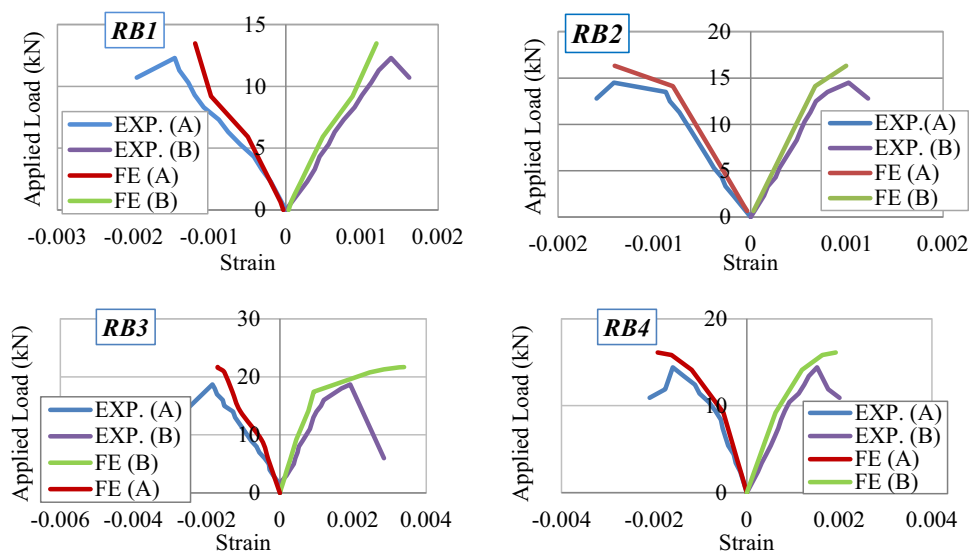 RB1
Applied Load (kN)
15
10
5
0
EXP. (A)
EXP. (B)
FE (A)
FE (B)
-0.003 -0.002 -0.001 0 0.001 0.002
Strain
RB2
Applied Load (kN)
20
15
10
5
0
EXP.(A)
EXP. (B)
FE (A)
FE (B)
-0.002 -0.001 0 0.001 0.002
Strain
RB3
Applied Load (kN)
30
20
10
0
EXP. (A)
EXP. (B)
FE (B)
FE (A)
-0.006 -0.004 -0.002 0 0.002 0.004
Strain
RB4
Applied Load (kN)
20
10
0
EXP. (A)
EXP. (B)
FE (A)
FE (B)
-0.004 -0.002 0 0.002 0.004
Strain